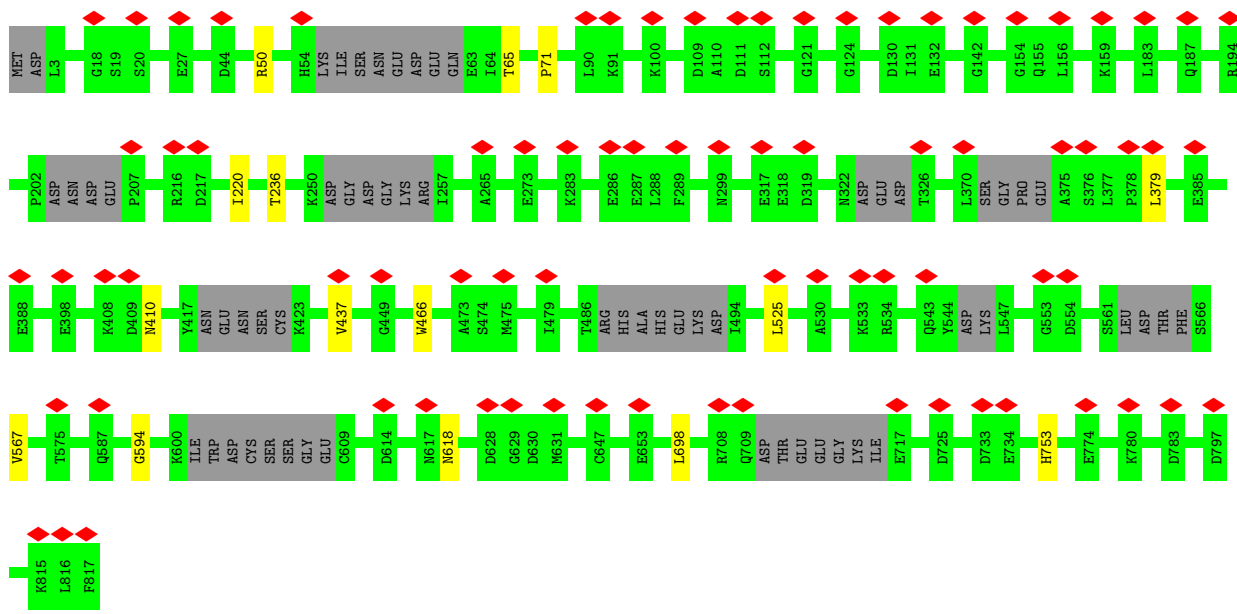 MET ASP L3 G18 S19 S20 E27 D44 R50 H54 LYS ILE SER ASN GLU ASP GLU GLN E63 I64 T65 P71 L90 K91 K100 D109 A110 D111 S112 G121 G124 D130 I131 E132 G142 G154 Q155 L156 K159 L183 Q187 R194
P202 ASP ASN ASP GLU P207 R216 D217 I220 T236 K250 ASP GLY ASP GLY LYS ARG I257 A265 E273 K283 E286 E287 L288 F289 N299 E317 E318 D319 N322 ASP GLU ASP T326 L370 SER GLY PRO GLU A375 S376 L377 P378 L379 E385
E388 E398 K408 D409 N410 Y417 ASN GLU ASN SER CYS K423 V437 G449 W466 A473 S474 M475 I479 T486 ARG HIS ALA HIS GLU LYS ASP I494 L525 A530 K533 R534 Q543 Y544 ASP LYS L547 G553 D554 S561 LEU ASP THR PHE S566
V567 T575 Q587 G594 K600 ILE TRP ASP CYS SER SER GLY GLU C609 D614 N617 N618 D628 G629 D630 M631 C647 E653 L698 R708 Q709 ASP THR GLU GLU GLY LYS ILE E717 D725 D733 E734 H753 E774 K780 D783 D797
K815 L816 F817